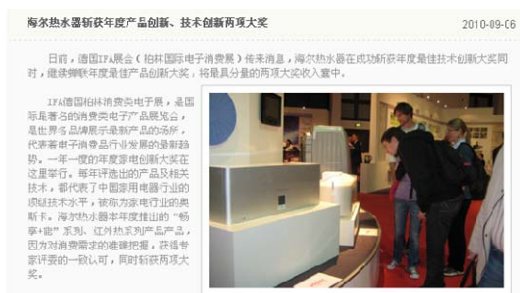 海尔热水器斩获年度产品创新、技术创新两项大奖
2010-09-06
日前，德国IFA展会（柏林国际电子消费展）传来消息，海尔热水器在成功斩获年度最佳技术创新大奖同
时，继续蝉联年度最佳产品创新大奖，将最具分量的两项大奖收入囊中。
IFA德国柏林消费类电子展，是国
际最著名的消费类电子产品展览会，
是世界名品牌展示最新产品的场所，
代表着电子消费品行业发展的最新趋
势。一年一度的年度家电创新大奖在
这里举行。每年评选出的产品及相关
技术，都代表了中国家用电器行业的
顶级技术水平，被称为家电行业的奥
斯卡。海尔热水器本年度推出的“畅
享+能”系列、红外热系列产品产品，
因为对消费需求的准确把握，获得专
家评委的一致认可，同时斩获两项大
奖。